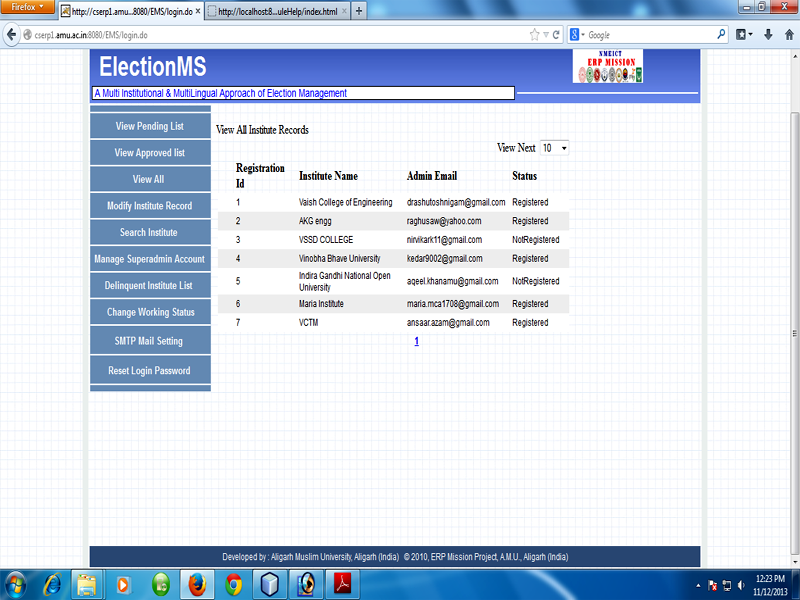 Firefox
http://cserp1.amu...8080/EMS/login.do
http://localhost:8...uleHelp/index.html
cserp1.amu.ac.in:8080/EMS/login.do
Google
ElectionMS
NMEICT
ERP MISSION
A Multi Institutional & MultiLingual Approach of Election Management
View Pending List
View Approved list
View All
Modify Institute Record
Search Institute
Manage Superadmin Account
Delinquent Institute List
Change Working Status
SMTP Mail Setting
Reset Login Password
View All Institute Records
View Next 10
Registration Id Institute Name Admin Email Status
1 Vaish College of Engineering drashutoshnigam@gmail.com Registered
2 AKG engg raghusaw@yahoo.com Registered
3 VSSD COLLEGE nirvikark11@gmail.com NotRegistered
4 Vinobha Bhave University kedar9002@gmail.com Registered
5 Indira Gandhi National Open University aqeel.khanamu@gmail.com NotRegistered
6 Maria Institute maria.mca1708@gmail.com Registered
7 VCTM ansaar.azam@gmail.com Registered
1
Developed by : Aligarh Muslim University, Aligarh (India) © 2010, ERP Mission Project, A.M.U., Aligarh (India)
12:23 PM
11/12/2013